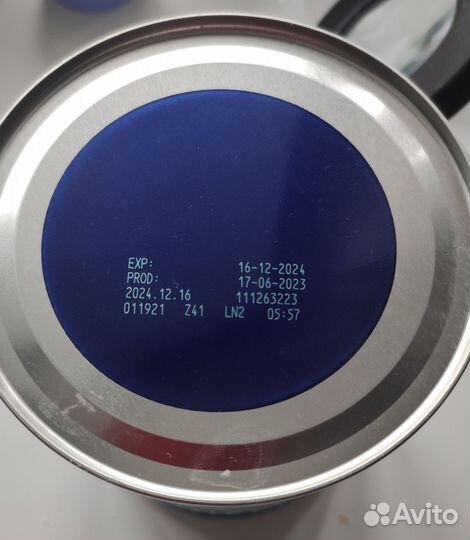 EXP: 16-12-2024
PROD: 17-06-2023
2024.12.16 111263223
011921 Z41 LN2 05:57
Avito